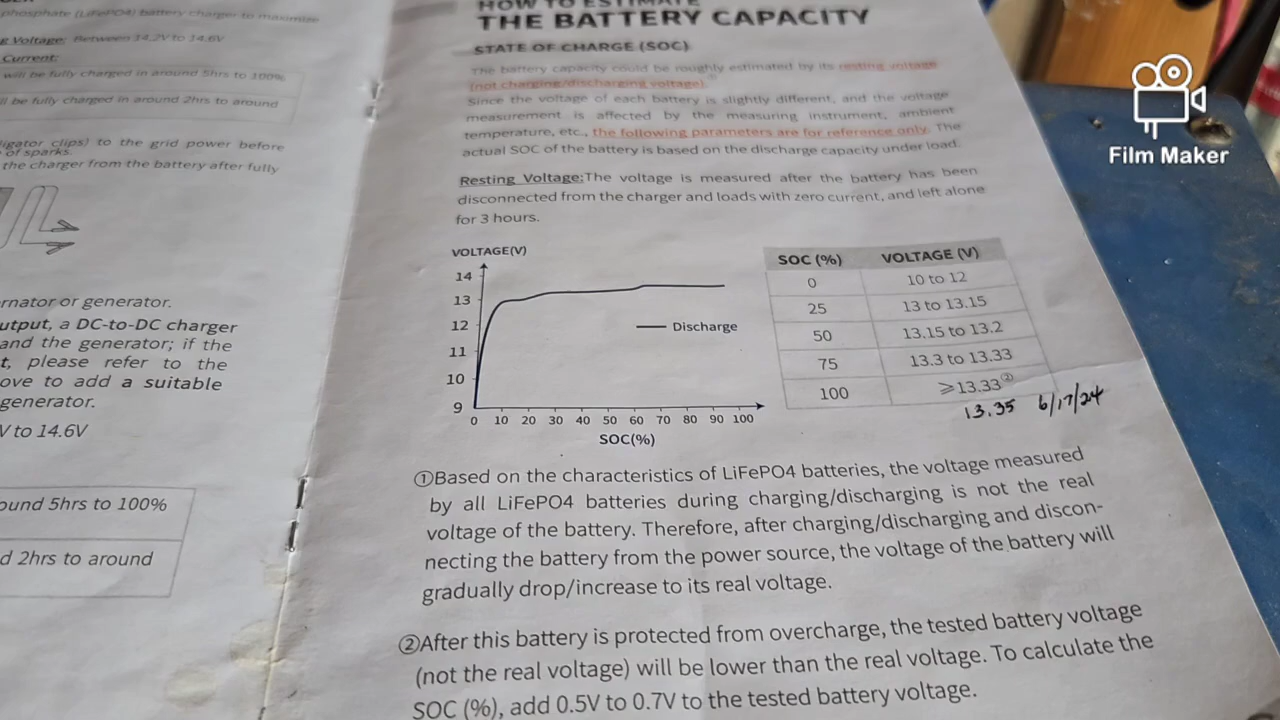 phosphate (LiFePO4) battery charger to maximize
g Voltage: Between 14.2V to 14.6V
Current:
will be fully charged in around 5hrs to 100%
ll be fully charged in around 2hrs to around
ligator clips) to the grid power before
of sparks.
the charger from the battery after fully
rnator or generator.
utput, a DC-to-DC charger
and the generator; if the
t, please refer to the
ove to add a suitable
generator.
V to 14.6V
ound 5hrs to 100%
d 2hrs to around
HOW TO ESTIMATE
THE BATTERY CAPACITY
STATE OF CHARGE (SOC)
The battery capacity could be roughly estimated by its resting voltage
(not charging/discharging voltage)①.
Since the voltage of each battery is slightly different, and the voltage
measurement is affected by the measuring instrument, ambient
temperature, etc., the following parameters are for reference only. The
actual SOC of the battery is based on the discharge capacity under load.
Resting Voltage:The voltage is measured after the battery has been
disconnected from the charger and loads with zero current, and left alone
for 3 hours.
VOLTAGE(V)
14
13
12
11
10
9
0 10 20 30 40 50 60 70 80 90 100
SOC(%)
Discharge
SOC (%) VOLTAGE (V)
0 10 to 12
25 13 to 13.15
50 13.15 to 13.2
75 13.3 to 13.33
100 ≥13.33②
13.35 6/17/24
①Based on the characteristics of LiFePO4 batteries, the voltage measured
by all LiFePO4 batteries during charging/discharging is not the real
voltage of the battery. Therefore, after charging/discharging and discon-
necting the battery from the power source, the voltage of the battery will
gradually drop/increase to its real voltage.
②After this battery is protected from overcharge, the tested battery voltage
(not the real voltage) will be lower than the real voltage. To calculate the
SOC (%), add 0.5V to 0.7V to the tested battery voltage.
Film Maker